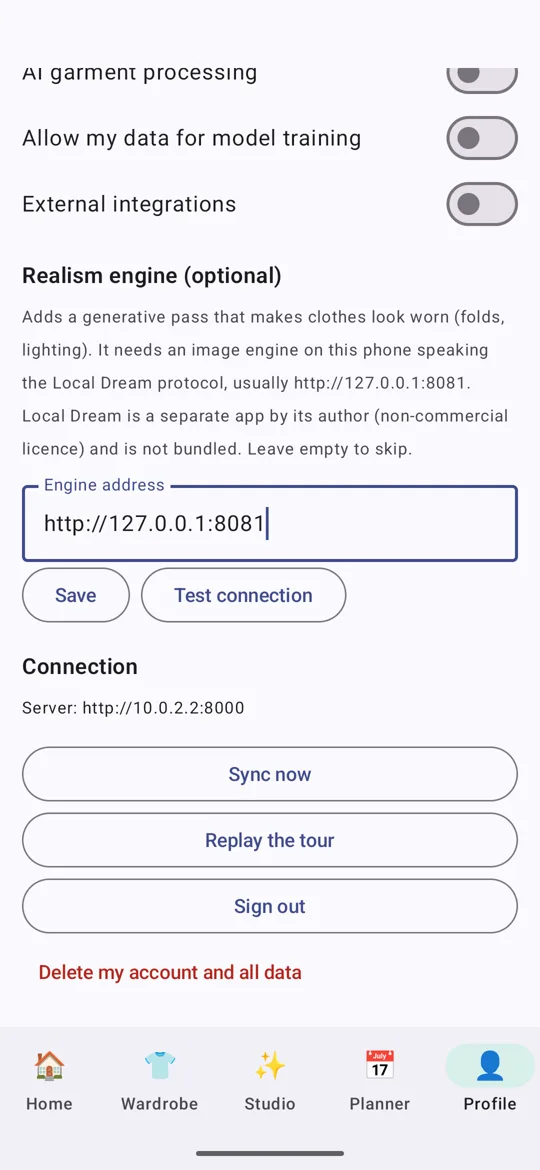 AI garment processing
Allow my data for model training
External integrations
Realism engine (optional)
Adds a generative pass that makes clothes look worn (folds,
lighting). It needs an image engine on this phone speaking
the Local Dream protocol, usually http://127.0.0.1:8081.
Local Dream is a separate app by its author (non-commercial
licence) and is not bundled. Leave empty to skip.
Engine address
http://127.0.0.1:8081
Save Test connection
Connection
Server: http://10.0.2.2:8000
Sync now
Replay the tour
Sign out
Delete my account and all data
July
17
Home Wardrobe Studio Planner Profile